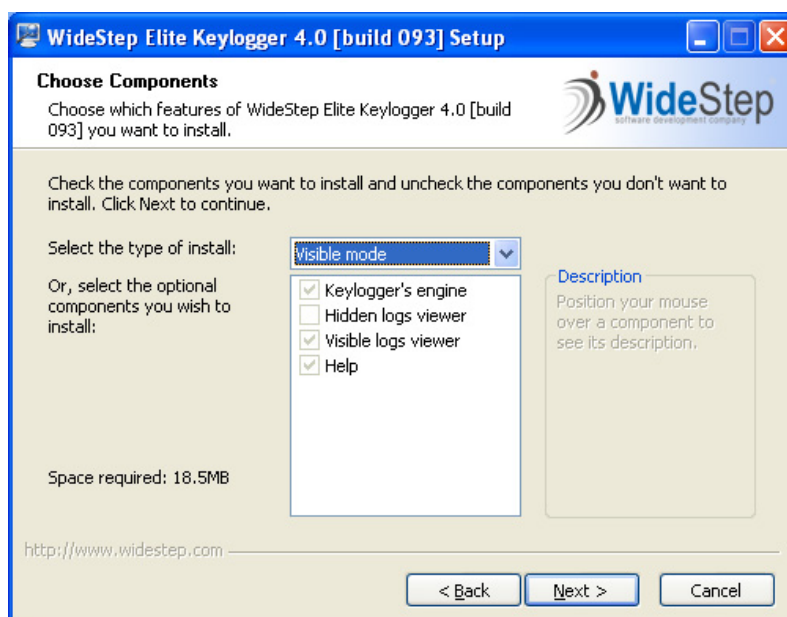 WideStep Elite Keylogger 4.0 [build 093] Setup
Choose Components
Choose which features of WideStep Elite Keylogger 4.0 [build
093] you want to install.
WideStep
software development company
Check the components you want to install and uncheck the components you don't want to
install. Click Next to continue.
Select the type of install:
Visible mode
Or, select the optional
components you wish to
install:
Keylogger's engine
Hidden logs viewer
Visible logs viewer
Help
Description
Position your mouse
over a component to
see its description.
Space required: 18.5MB
http://www.widestep.com
< Back
Next >
Cancel